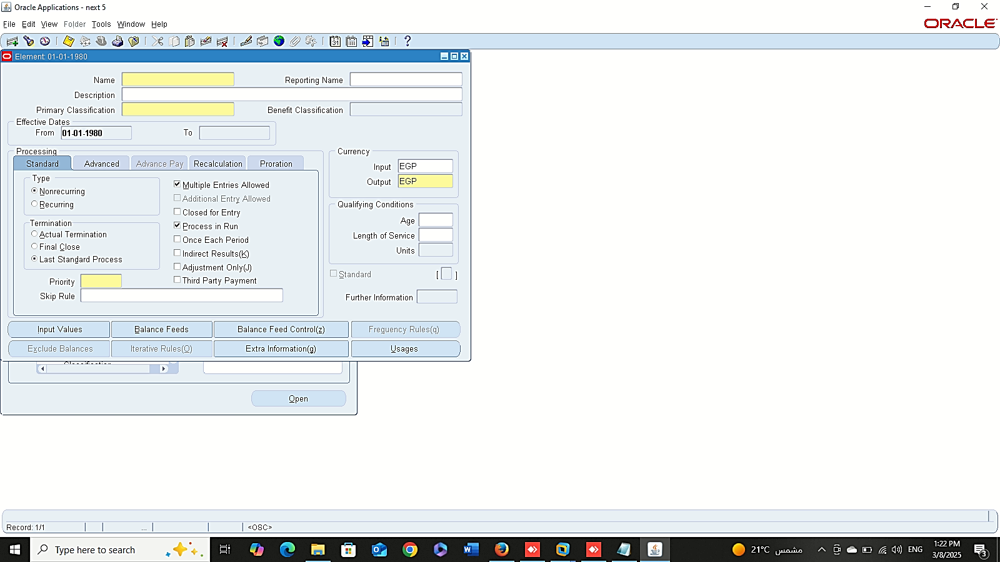 Oracle Applications - next 5
File Edit View Folder Tools Window Help
ORACLE
Element: 01-01-1980
Name Reporting Name
Description
Primary Classification Benefit Classification
Effective Dates
From 01-01-1980 To
Processing
Standard Advanced Advance Pay Recalculation Proration
Type
Nonrecurring
Recurring
Termination
Actual Termination
Final Close
Last Standard Process
Multiple Entries Allowed
Additional Entry Allowed
Closed for Entry
Process in Run
Once Each Period
Indirect Results(K)
Adjustment Only(J)
Third Party Payment
Priority
Skip Rule
Currency
Input EGP
Output EGP
Qualifying Conditions
Age
Length of Service
Units
Standard [ ]
Further Information
Input Values Balance Feeds Balance Feed Control(z) Frequency Rules(q)
Exclude Balances Iterative Rules(O) Extra Information(g) Usages
Classification
Open
Record: 1/1 ... <OSC>
Type here to search
21°C مشمس
ENG
1:22 PM
3/8/2025
3